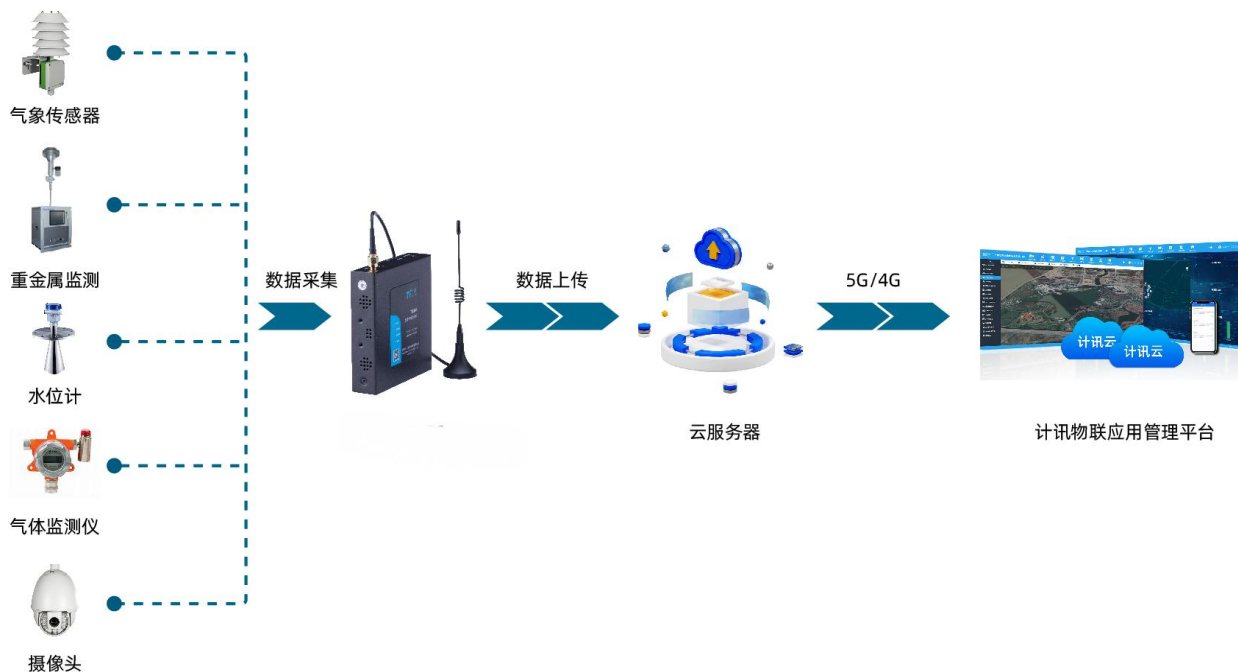 气象传感器
重金属监测
水位计
气体监测仪
摄像头
数据采集
数据上传
云服务器
5G/4G
计讯云
计讯云
计讯物联应用管理平台